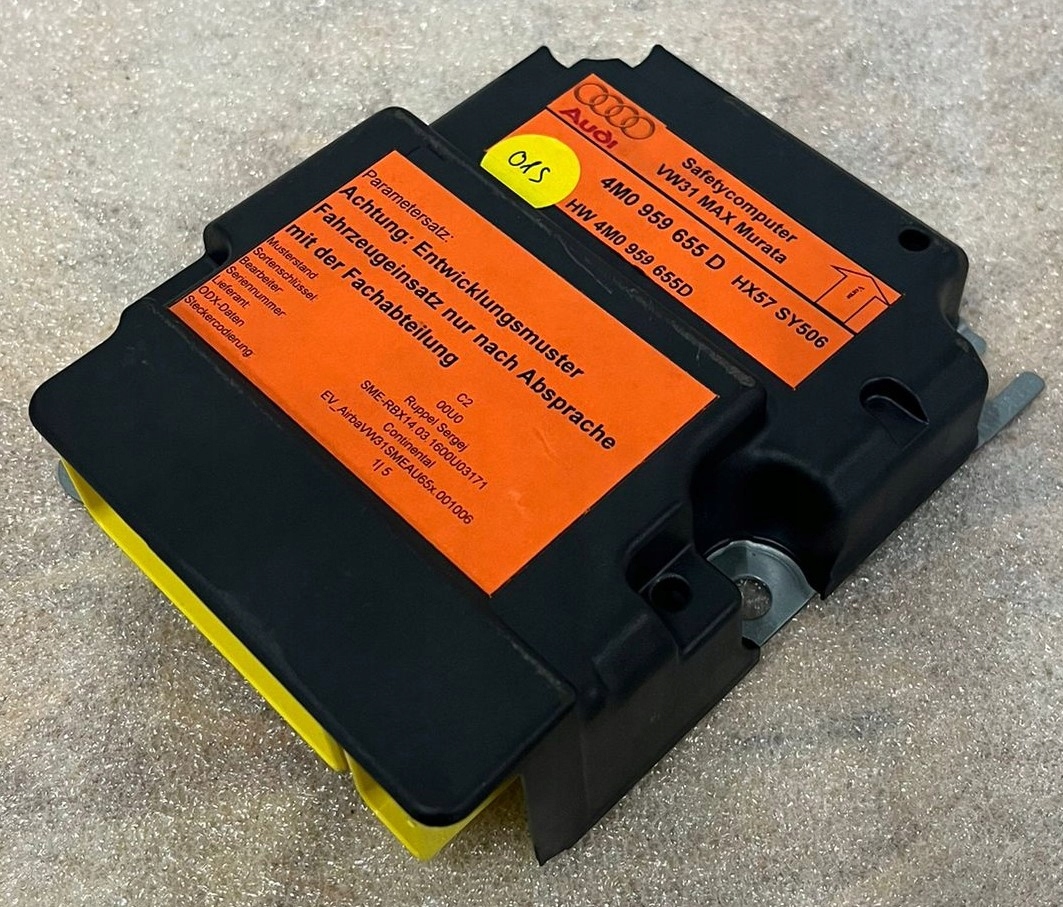 Audi
Safetycomputer
VW31 MAX Murata
4M0 959 655 D HX57 SY506
HW 4M0 959 655D
015
Parametersatz:
Achtung: Entwicklungsmuster
Fahrzeugeinsatz nur nach Absprache
mit der Fachabteilung
Musterstand: C2
Sortenschlüssel: 00U0
Bearbeiter: Ruppel Sergej
Seriennummer: SME-RBX14.03.1600U03171
Lieferant: Continental
ODX-Daten EV_AirbaVW31SMEAU65x.001006
Steckercodierung: 1| 5